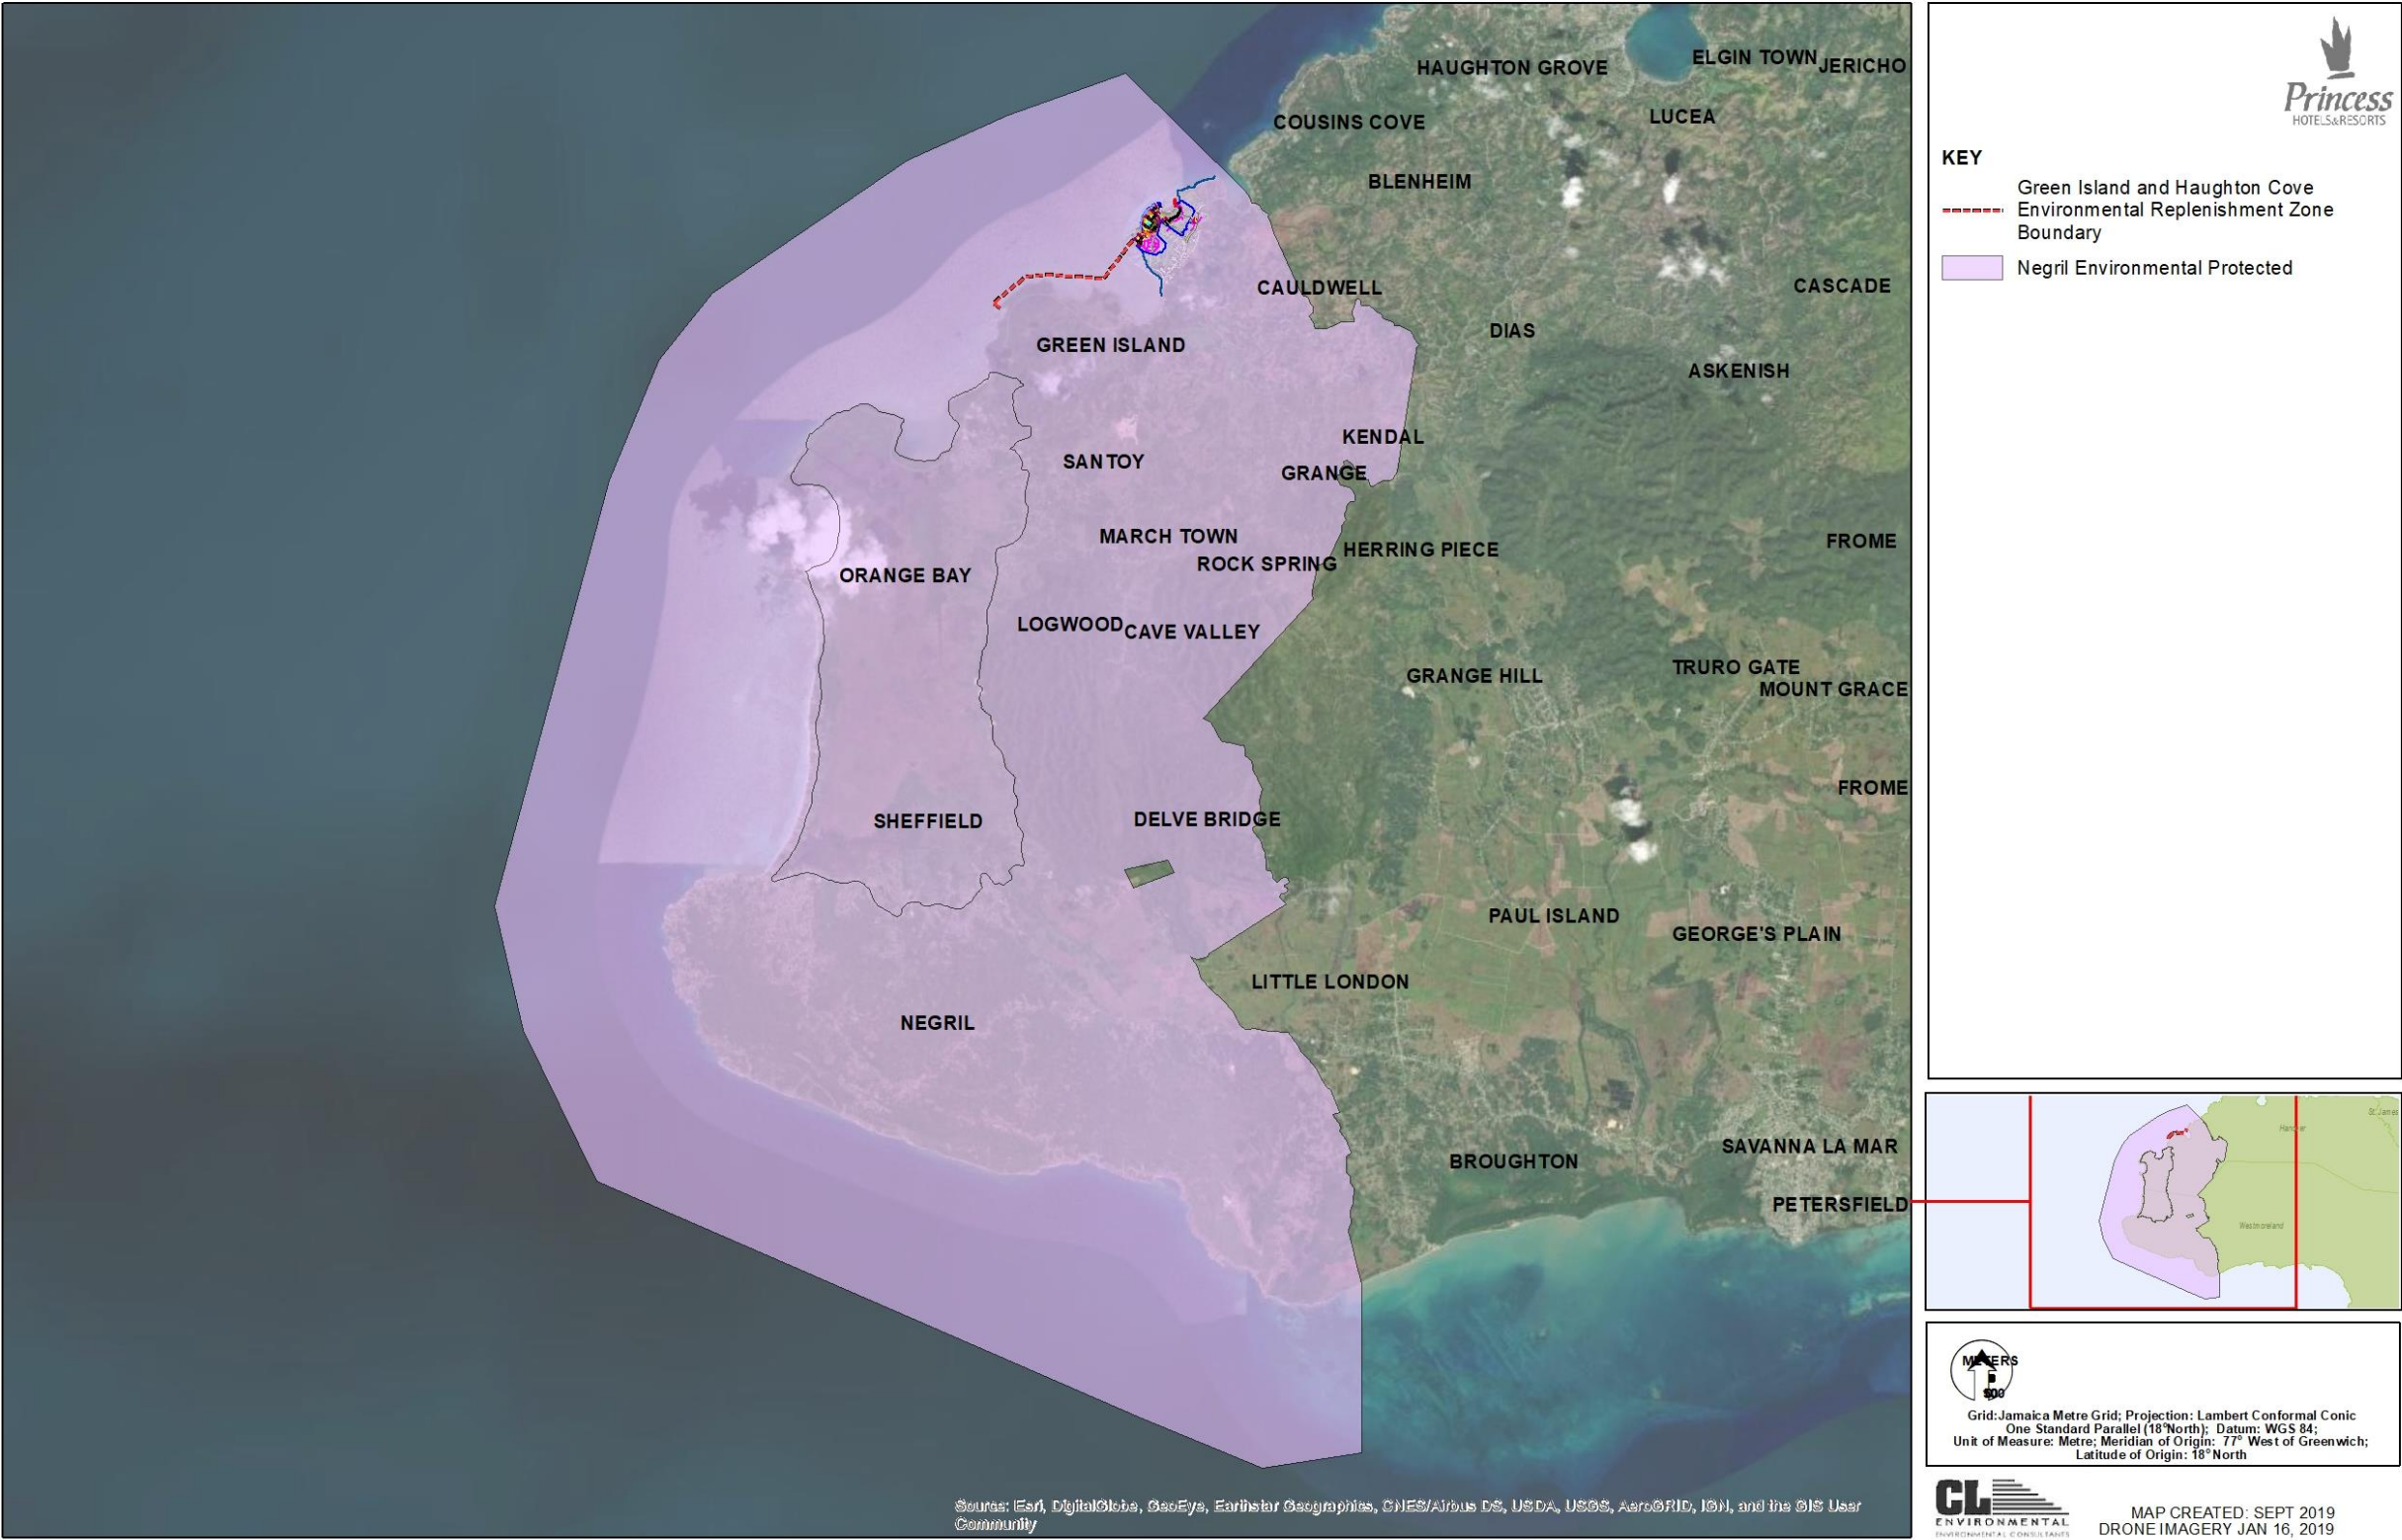 HAUGHTON GROVE
ELGIN TOWN
JERICHO
COUSINS COVE
LUCEA
BLENHEIM
CAULDWELL
CASCADE
DIAS
GREEN ISLAND
ASKENISH
KENDAL
SANTOY
GRANGE
MARCH TOWN
HERRING PIECE
FROME
ROCK SPRING
ORANGE BAY
LOGWOOD
CAVE VALLEY
GRANGE HILL
TRURO GATE
MOUNT GRACE
FROME
SHEFFIELD
DELVE BRIDGE
PAUL ISLAND
GEORGE'S PLAIN
LITTLE LONDON
NEGRIL
SAVANNA LA MAR
BROUGHTON
PETERSFIELD
Source: Esri, DigitalGlobe, GeoEye, Earthstar Geographics, CNES/Airbus DS, USDA, USGS, AeroGRID, IGN, and the GIS User
Community
Princess
HOTELS&RESORTS
KEY
Green Island and Haughton Cove
Environmental Replenishment Zone
Boundary
Negril Environmental Protected
St. James
Hanover
Westmoreland
METERS
Grid:Jamaica Metre Grid; Projection: Lambert Conformal Conic
One Standard Parallel (18°North); Datum: WGS 84;
Unit of Measure: Metre; Meridian of Origin: 77° West of Greenwich;
Latitude of Origin: 18° North
CL
ENVIRONMENTAL
ENVIRONMENTAL CONSULTANTS
MAP CREATED: SEPT 2019
DRONE IMAGERY JAN 16, 2019